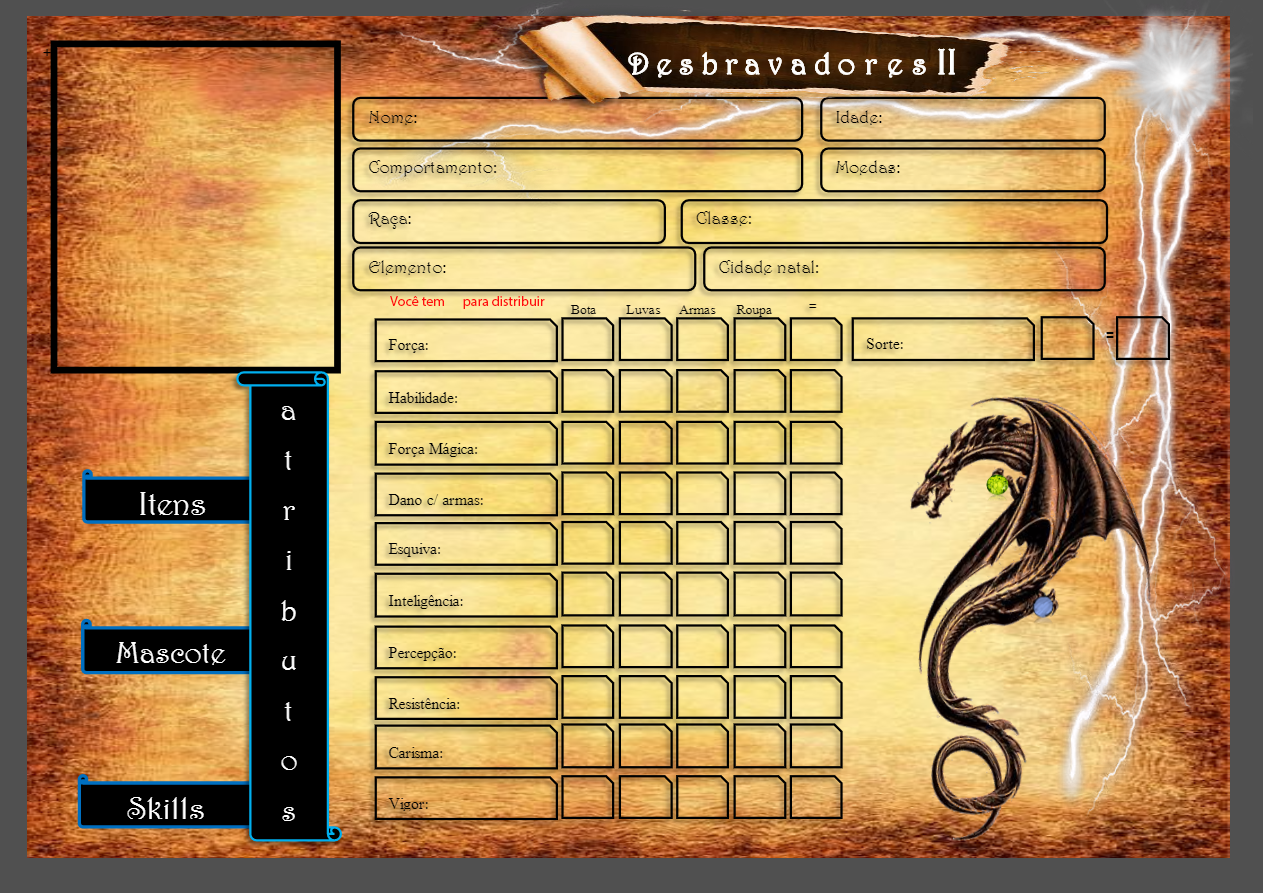 Desbravadores II
Nome:
Idade:
Comportamento:
Moedas:
Raça:
Classe:
Elemento:
Cidade natal:
Você tem para distribuir
Bota Luvas Armas Roupa =
Força:
Sorte: =
Habilidade:
Força Mágica:
Dano c/ armas:
Esquiva:
Inteligência:
Percepção:
Resistência:
Carisma:
Vigor:
atributos
Itens
Mascote
Skills